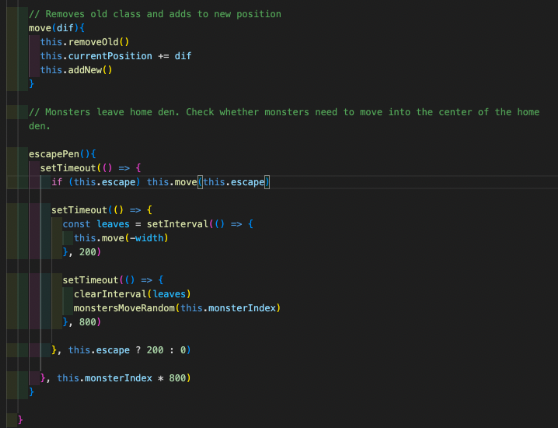 // Removes old class and adds to new position
move(dif){
this.removeOld()
this.currentPosition += dif
this.addNew()
}
// Monsters leave home den. Check whether monsters need to move into the center of the home
den.
escapePen(){
setTimeout(() => {
if (this.escape) this.move(this.escape)
setTimeout(() => {
const leaves = setInterval(() => {
this.move(-width)
}, 200)
setTimeout(() => {
clearInterval(leaves)
monstersMoveRandom(this.monsterIndex)
}, 800)
}, this.escape ? 200 : 0)
}, this.monsterIndex * 800)
}
}